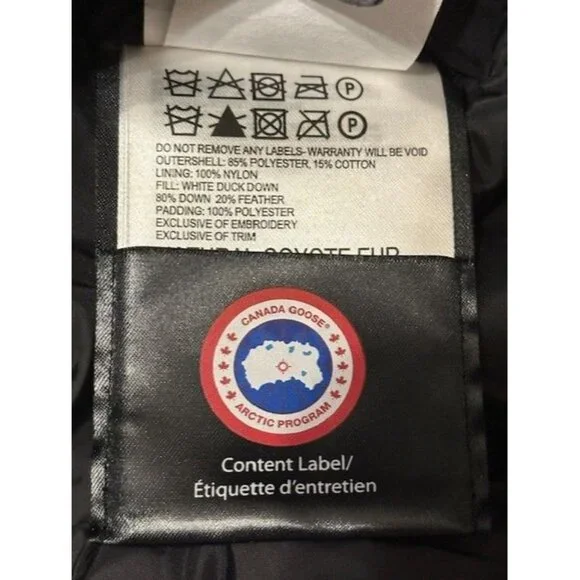 P
P
DO NOT REMOVE ANY LABELS- WARRANTY WILL BE VOID
OUTERSHELL: 85% POLYESTER, 15% COTTON
LINING: 100% NYLON
FILL: WHITE DUCK DOWN
80% DOWN 20% FEATHER
PADDING: 100% POLYESTER
EXCLUSIVE OF EMBROIDERY
EXCLUSIVE OF TRIM
COYOTE FUR
CANADA GOOSE®
ARCTIC PROGRAM
Content Label/
Étiquette d'entretien